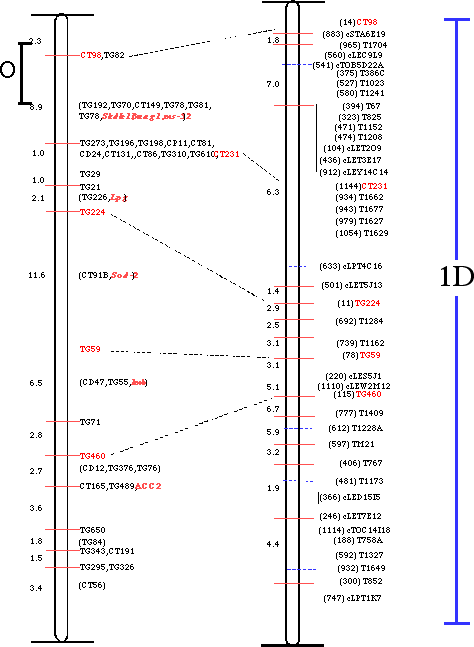 2.3
CT98,TG82
O
8.9
(TG192,TG70,CT149,TG78,TG81,
TG78,
1.0
TG273,TG196,TG198,CP11,CT81,
CD24,CT131,,CT86,TG310,TG610,CT231
TG29
1.0
TG21
2.1
(TG226,
TG224
11.6
(CT91B,Sod-2
TG59
6.5
(CD47,TG55,
TG71
2.8
TG460
(CD12,TG376,TG76)
2.7
CT165,TG489,ACC2
3.6
TG650
1.8
(TG84)
TG343,CT191
1.5
TG295,TG326
3.4
(CT56)
(14)CT98
(883) cSTA6E19
1.8
(965) T1704
(560) cLEC9L9
(541) cTOB5D22A
(375) T386C
7.0
(527) T1023
(580) T1241
(394) T67
(323) T825
(471) T1152
(474) T1208
(104) cLET2O9
(436) cLET3E17
(912) cLEY14C14
(1144) CT231
6.3
(934) T1662
(943) T1677
(979) T1627
(1054) T1629
(633) cLPT4C16
1.4
(501) cLET5J13
2.9
(11) TG224
2.5
(692) T1284
3.1
(739) T1162
(78) TG59
3.1
(220) cLES5J1
5.1
(1110) cLEW2M12
(115) TG460
6.7
(777) T1409
5.9
(612) T1228A
(597) TM21
3.2
(406) T767
1.9
(481) T1173
(366) cLED15I5
(246) cLET7E12
(1114) cTOC14I18
4.4
(188) T758A
(592) T1327
(932) T1649
(300) T852
(747) cLPT1K7
1D